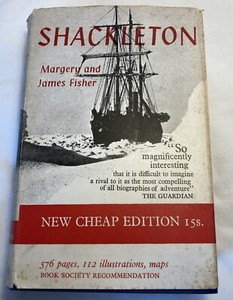 SHACKLETON
Margery and
James Fisher
"So
magnificently
interesting
that it is difficult to imagine
a rival to it as the most compelling
of all biographies of adventure"
THE GUARDIAN
NEW CHEAP EDITION 15s.
576 pages, 112 illustrations, maps
BOOK SOCIETY RECOMMENDATION